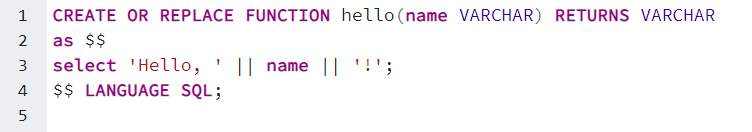 1 CREATE OR REPLACE FUNCTION hello(name VARCHAR) RETURNS VARCHAR
2 as $$
3 select 'Hello, ' || name || '!';
4 $$ LANGUAGE SQL;
5